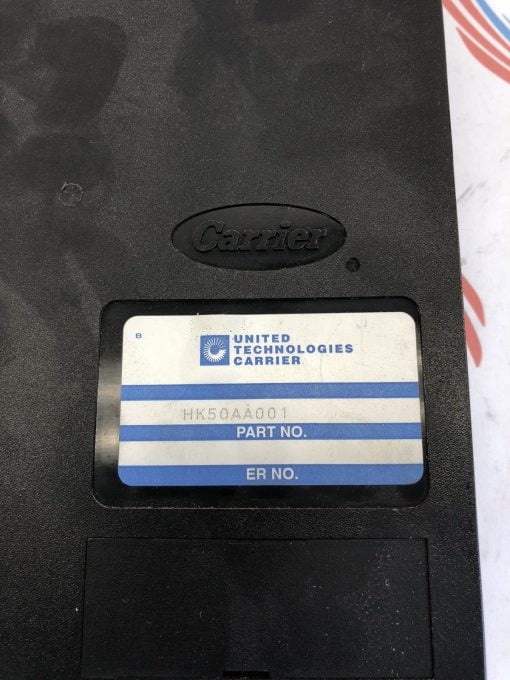 Carrier
B
UNITED
TECHNOLOGIES
CARRIER
HK50AA001
PART NO.
ER NO.